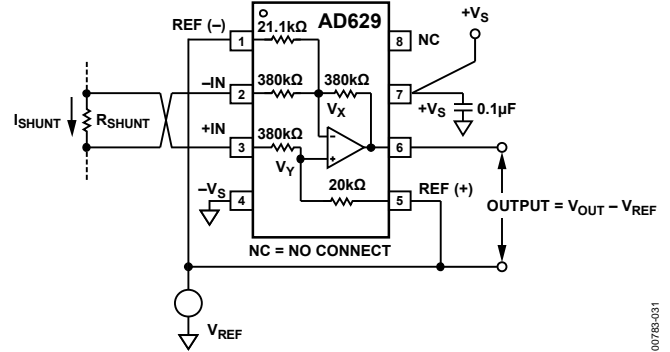 REF (–)
21.1kΩ
AD629
+VS
1
8
NC
–IN
380kΩ
380kΩ
2
7
ISHUNT
RSHUNT
VX
+VS
0.1µF
+IN
380kΩ
3
6
VY
–VS
20kΩ
REF (+)
4
5
OUTPUT = VOUT – VREF
NC = NO CONNECT
VREF
00783-031